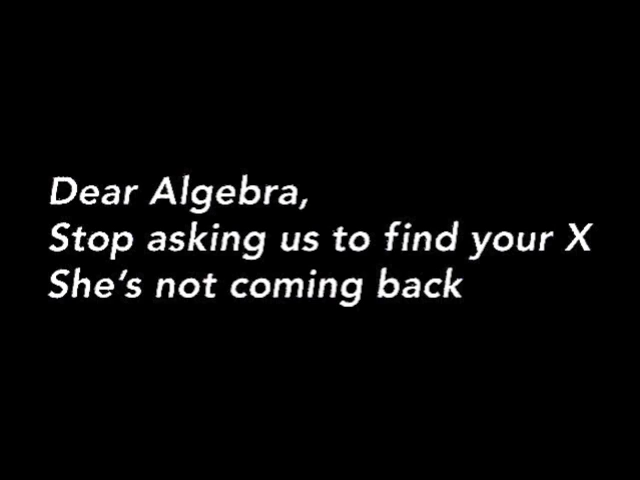 Dear Algebra,
Stop asking us to find your X
She's not coming back